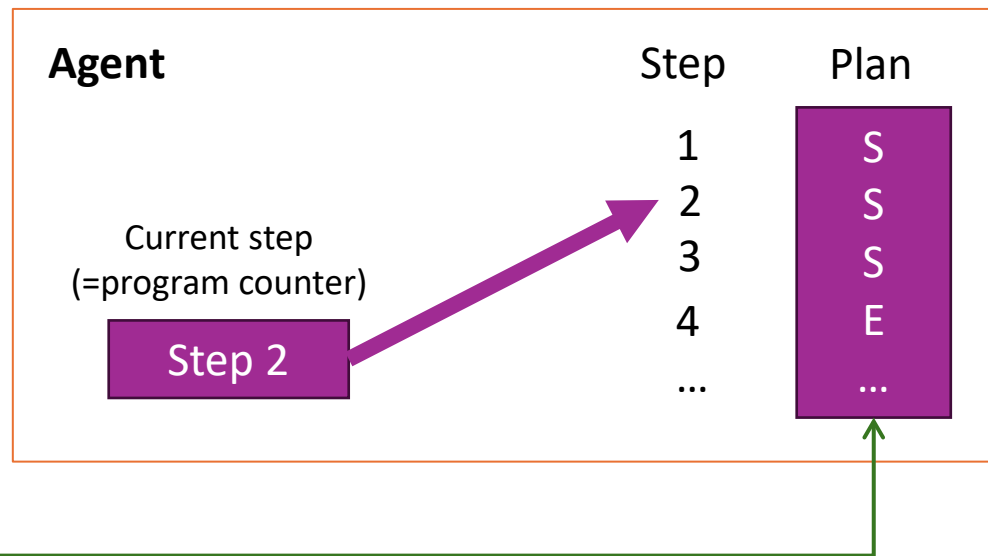 Agent
Step Plan
1 S
2 S
3 S
4 E
... ...
Current step
(=program counter)
Step 2